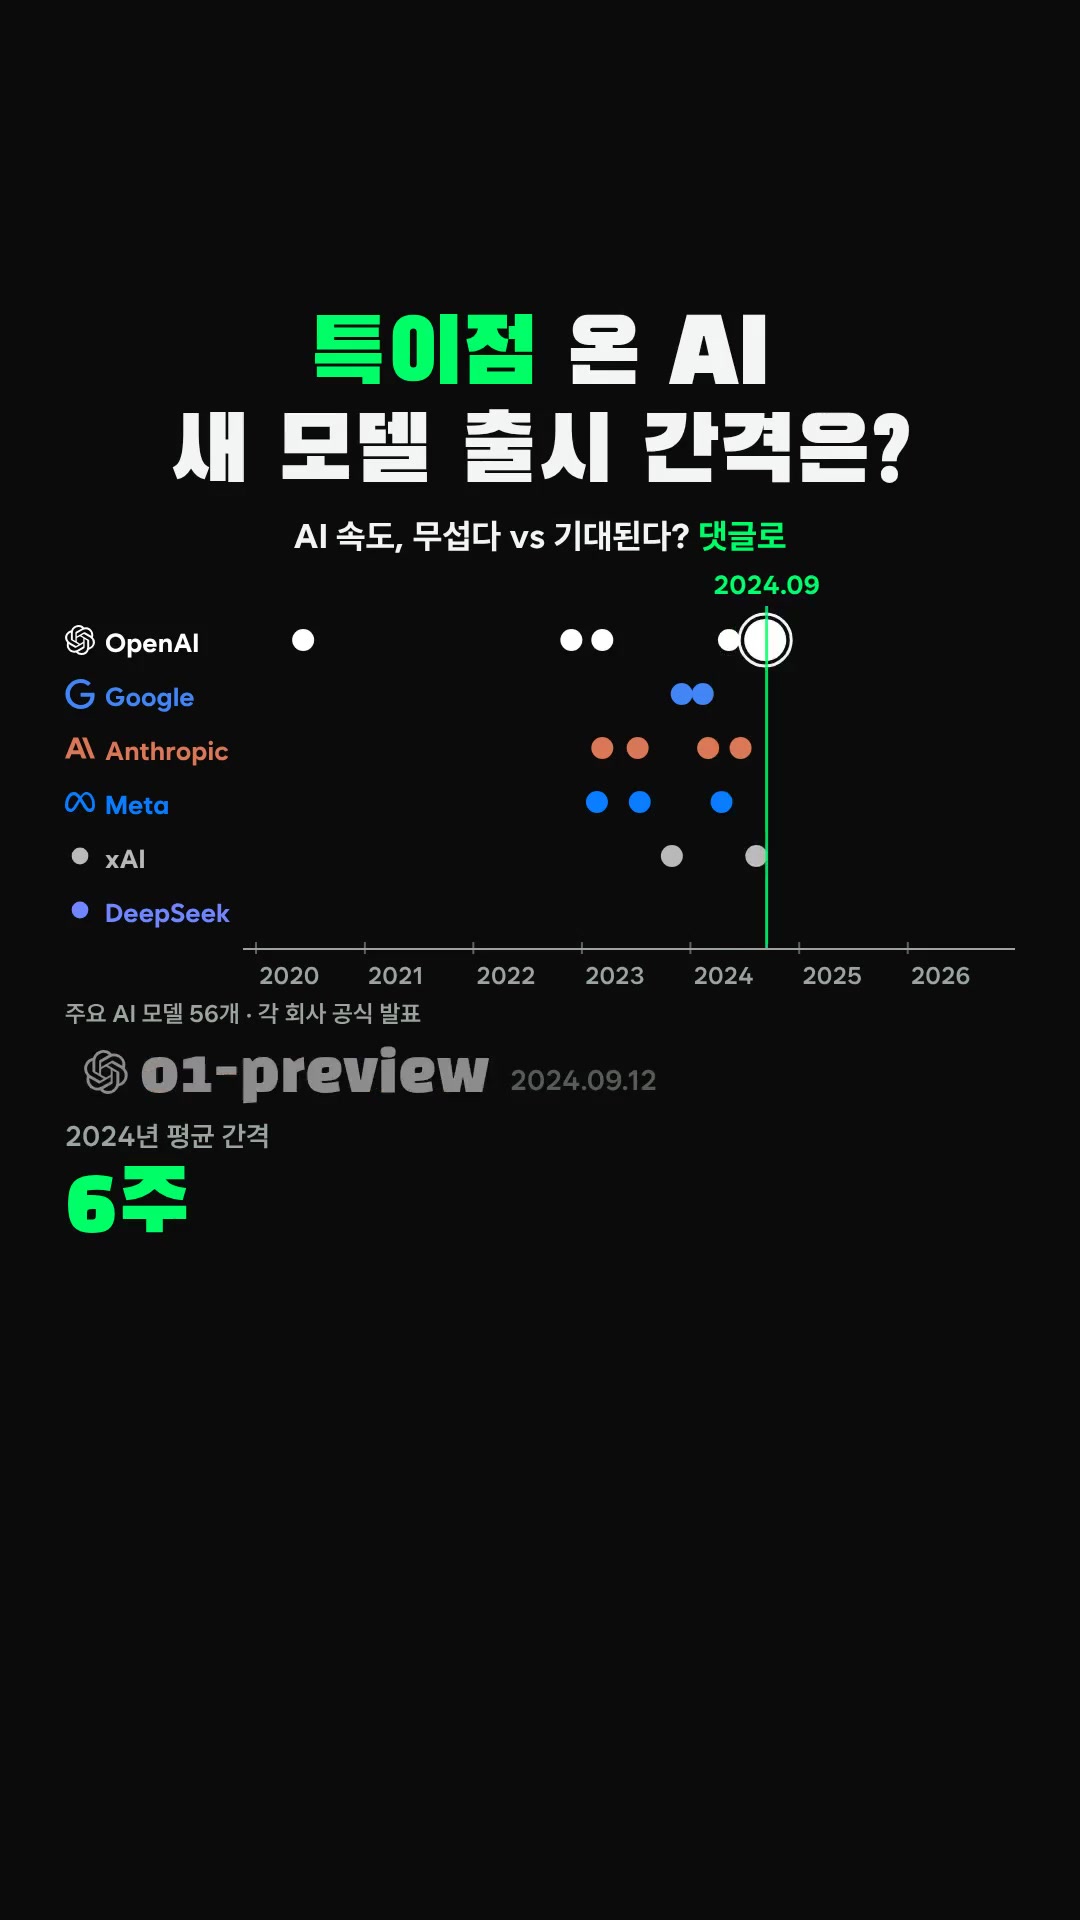 특이점 온 AI
새 모델 출시 간격은?
AI 속도, 무섭다 vs 기대된다? 댓글로
2024.09
OpenAI
Google
Anthropic
Meta
xAI
DeepSeek
2020 2021 2022 2023 2024 2025 2026
주요 AI 모델 56개 · 각 회사 공식 발표
o1-preview 2024.09.12
2024년 평균 간격
6주